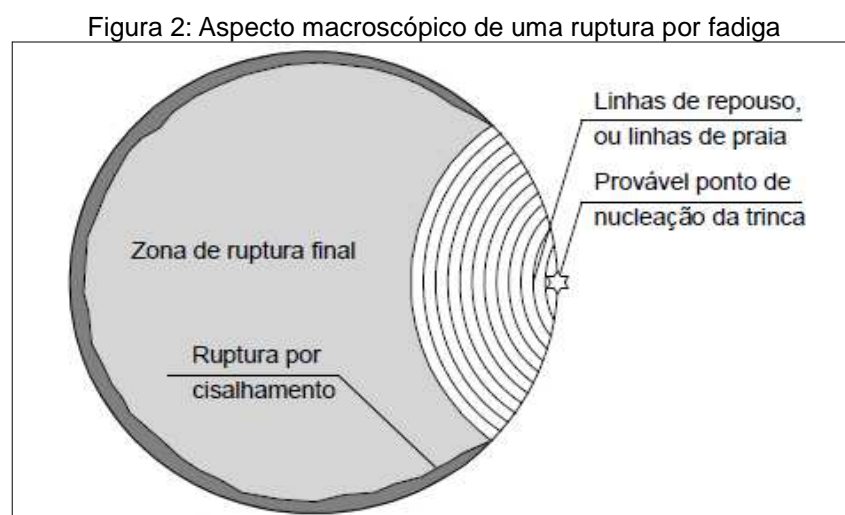 Figura 2: Aspecto macroscópico de uma ruptura por fadiga
Linhas de repouso,
ou linhas de praia
Provável ponto de
nucleação da trinca
Zona de ruptura final
Ruptura por
cisalhamento